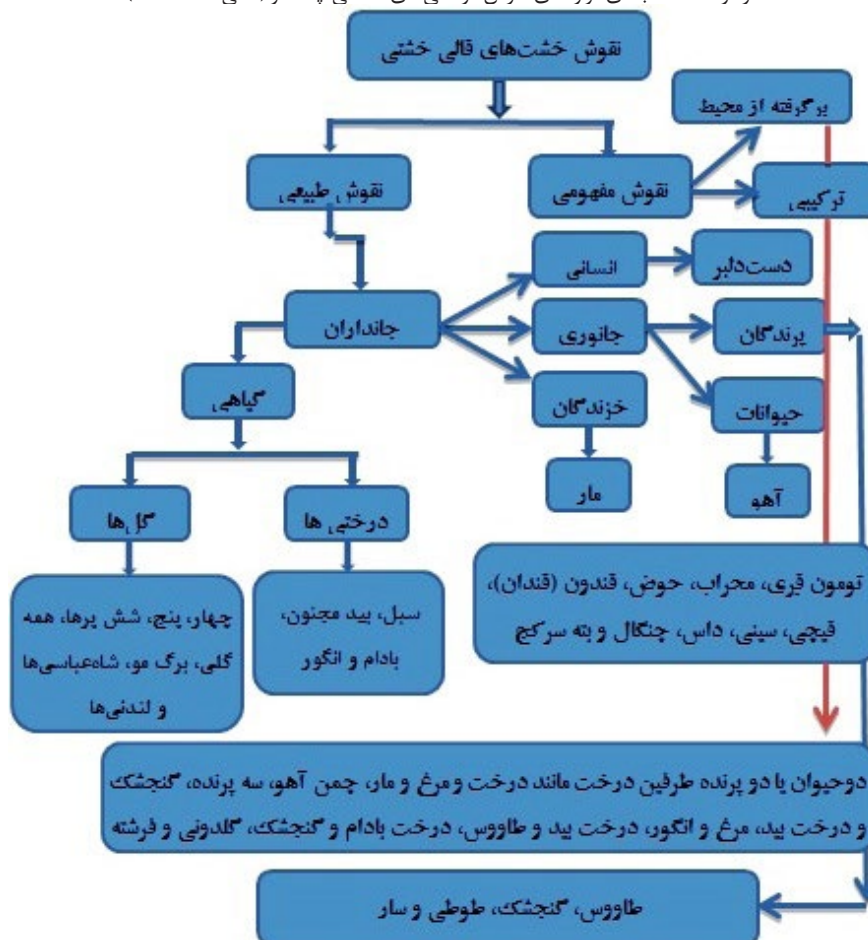 نقوش خشت‌های قالی خشتی
برگرفته از محیط
نقوش طبیعی
نقوش مفهومی
ترکیبی
جانداران
انسانی
دست‌دلبر
جانوری
پرندگان
گیاهی
خزندگان
حیوانات
مار
آهو
گل‌ها
درختی ها
چهار، پنج، شش پرها، همه
گلی، برگ مو، شاه‌عباسی‌ها
و لندنی‌ها
سبل، بید مجنون،
بادام و انگور
تومون قری، محراب، حوض، قندون (قندان)،
قیچی، سینی، داس، چنگال و بته سرکج
دوحیوان یا دو پرنده طرفین درخت مانند درخت و مرغ و مار، چمن آهو، سه پرنده، گنجشک
و درخت بید، مرغ و انگور، درخت بید و طاووس، درخت بادام و گنجشک، گلدونی و فرشته
طاووس، گنجشک، طوطی و سار